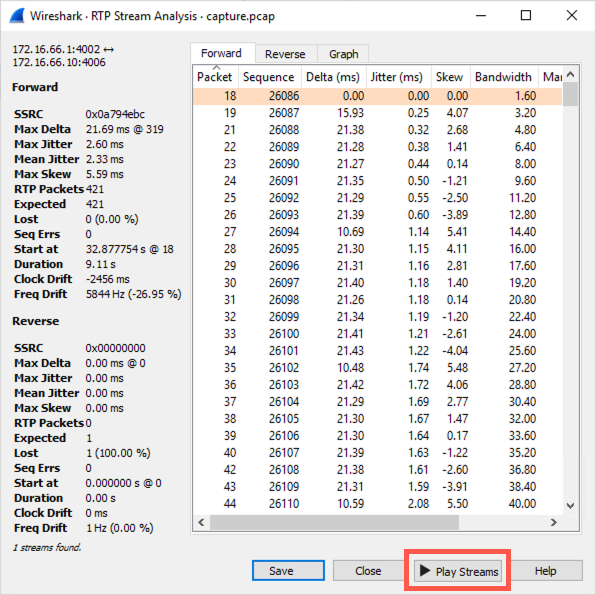 Wireshark · RTP Stream Analysis · capture.pcap
172.16.66.1:4002 ↔
172.16.66.10:4006
Forward
SSRC 0x0a794ebc
Max Delta 21.69 ms @ 319
Max Jitter 2.60 ms
Mean Jitter 2.33 ms
Max Skew 5.59 ms
RTP Packets 421
Expected 421
Lost 0 (0.00 %)
Seq Errs 0
Start at 32.877754 s @ 18
Duration 9.11 s
Clock Drift -2456 ms
Freq Drift 5844 Hz (-26.95 %)
Reverse
SSRC 0x00000000
Max Delta 0.00 ms @ 0
Max Jitter 0.00 ms
Mean Jitter 0.00 ms
Max Skew 0.00 ms
RTP Packets 0
Expected 1
Lost 1 (100.00 %)
Seq Errs 0
Start at 0.000000 s @ 0
Duration 0.00 s
Clock Drift 0 ms
Freq Drift 1 Hz (0.00 %)
1 streams found.
Forward Reverse Graph
Packet Sequence Delta (ms) Jitter (ms) Skew Bandwidth Mar
18 26086 0.00 0.00 0.00 1.60
19 26087 15.93 0.25 4.07 3.20
21 26088 21.38 0.32 2.68 4.80
22 26089 21.28 0.38 1.41 6.40
23 26090 21.27 0.44 0.14 8.00
24 26091 21.35 0.50 -1.21 9.60
25 26092 21.29 0.55 -2.50 11.20
26 26093 21.39 0.60 -3.89 12.80
27 26094 10.69 1.14 5.41 14.40
28 26095 21.30 1.15 4.11 16.00
29 26096 21.31 1.16 2.81 17.60
30 26097 21.40 1.18 1.40 19.20
31 26098 21.26 1.18 0.14 20.80
32 26099 21.34 1.19 -1.20 22.40
33 26100 21.41 1.21 -2.61 24.00
34 26101 21.43 1.22 -4.04 25.60
35 26102 10.48 1.74 5.48 27.20
36 26103 21.42 1.72 4.06 28.80
37 26104 21.29 1.69 2.77 30.40
38 26105 21.30 1.67 1.47 32.00
39 26106 21.30 1.64 0.17 33.60
40 26107 21.39 1.63 -1.22 35.20
42 26108 21.38 1.61 -2.60 36.80
43 26109 21.31 1.59 -3.91 38.40
44 26110 10.59 2.08 5.50 40.00
Save Close Play Streams Help